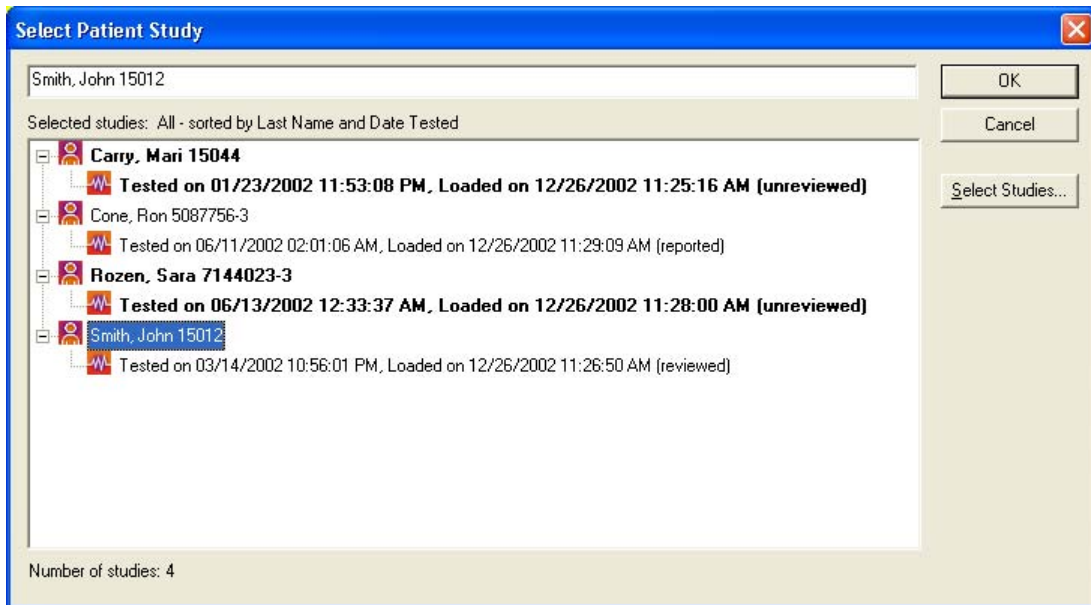 Select Patient Study
Smith, John 15012
OK
Selected studies: All - sorted by Last Name and Date Tested
Cancel
Carry, Mari 15044
Tested on 01/23/2002 11:53:08 PM, Loaded on 12/26/2002 11:25:16 AM (unreviewed)
Select Studies...
Cone, Ron 5087756-3
Tested on 06/11/2002 02:01:06 AM, Loaded on 12/26/2002 11:29:09 AM (reported)
Rozen, Sara 7144023-3
Tested on 06/13/2002 12:33:37 AM, Loaded on 12/26/2002 11:28:00 AM (unreviewed)
Smith, John 15012
Tested on 03/14/2002 10:56:01 PM, Loaded on 12/26/2002 11:26:50 AM (reviewed)
Number of studies: 4